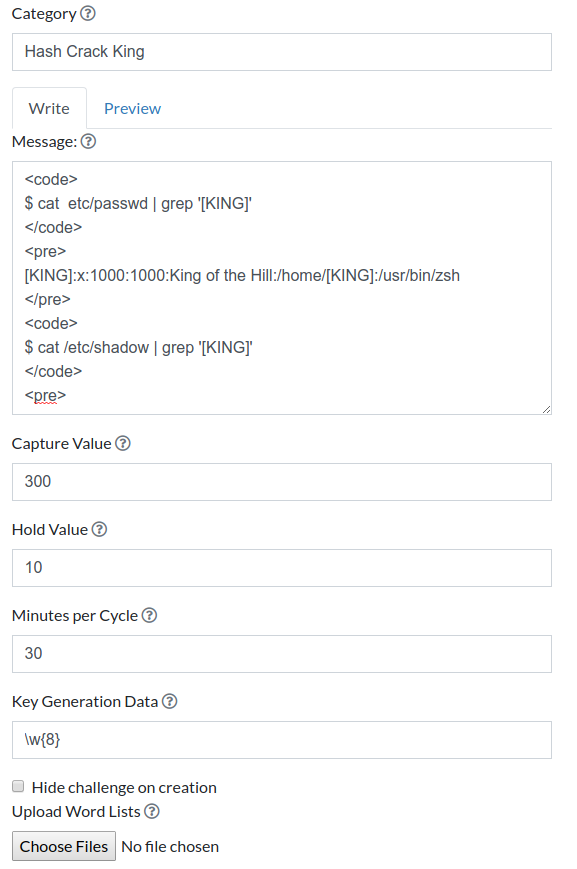 Category ?
Hash Crack King
Write Preview
Message: ?
<code>
$ cat  etc/passwd | grep '[KING]'
</code>
<pre>
[KING]:x:1000:1000:King of the Hill:/home/[KING]:/usr/bin/zsh
</pre>
<code>
$ cat /etc/shadow | grep '[KING]'
</code>
<pre>
Capture Value ?
300
Hold Value ?
10
Minutes per Cycle ?
30
Key Generation Data ?
\w{8}
Hide challenge on creation
Upload Word Lists ?
Choose Files No file chosen